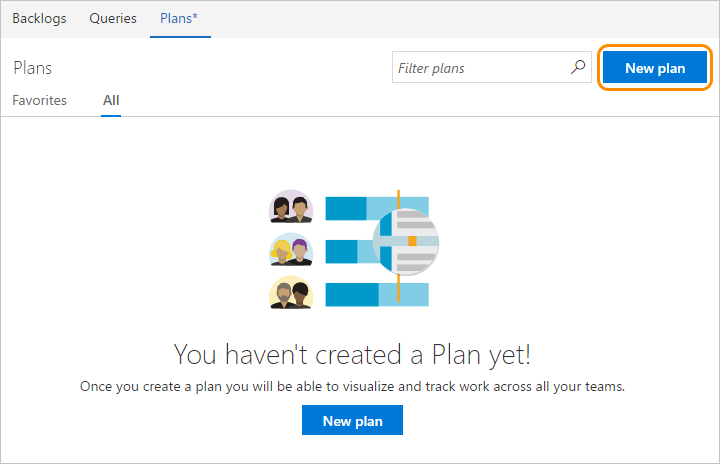 Backlogs Queries Plans*
Plans Filter plans New plan
Favorites All
You haven't created a Plan yet!
Once you create a plan you will be able to visualize and track work across all your teams.
New plan